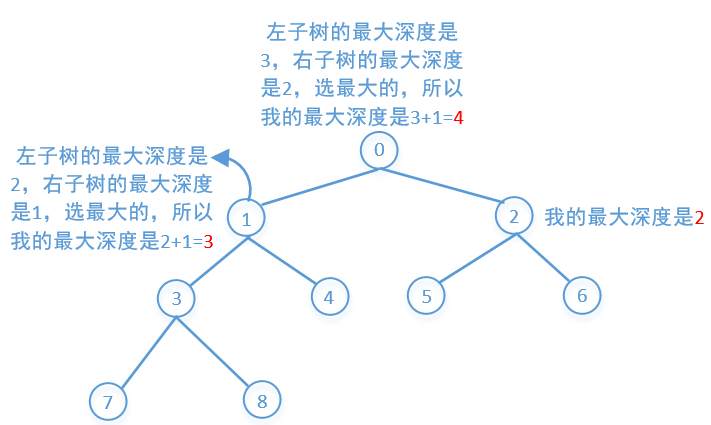 左子树的最大深度是
3，右子树的最大深度
是2，选最大的，所以
我的最大深度是3+1=4
0
左子树的最大深度是
2，右子树的最大深度
是1，选最大的，所以
我的最大深度是2+1=3
1
2
我的最大深度是2
3
4
5
6
7
8